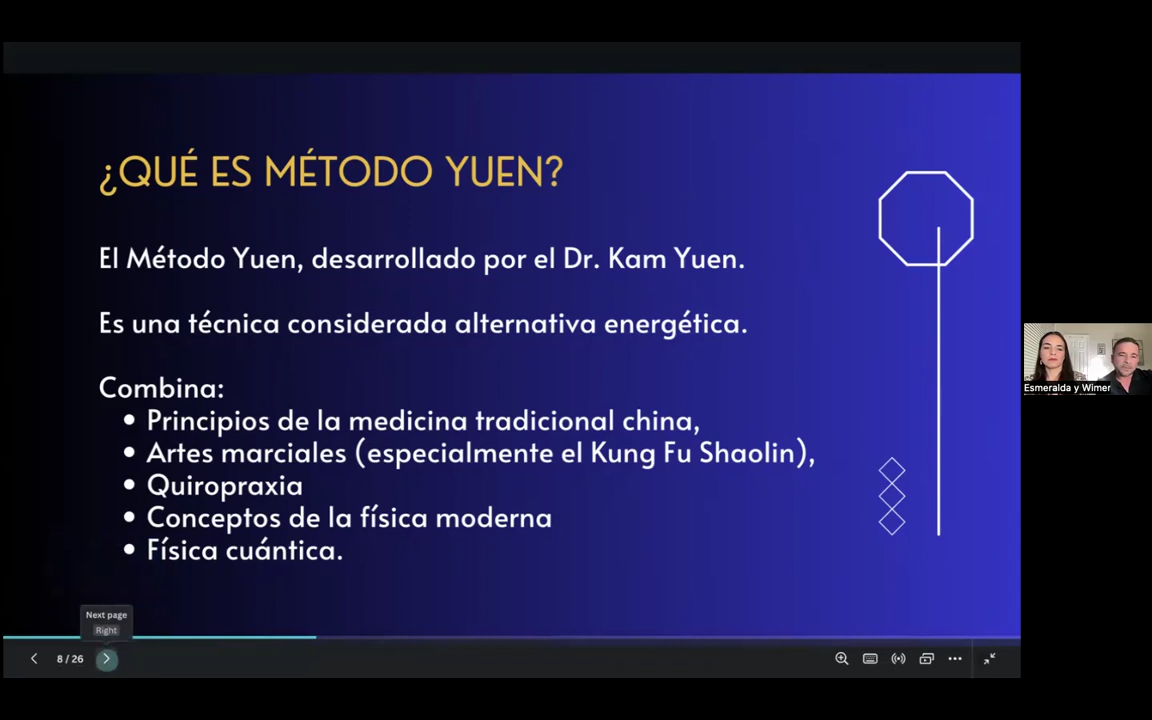 ¿QUÉ ES MÉTODO YUEN?
El Método Yuen, desarrollado por el Dr. Kam Yuen.
Es una técnica considerada alternativa energética.
Combina:
• Principios de la medicina tradicional china,
• Artes marciales (especialmente el Kung Fu Shaolin),
• Quiropraxia
• Conceptos de la física moderna
• Física cuántica.
Esmeralda y Wimer
Next page
Right
8 / 26